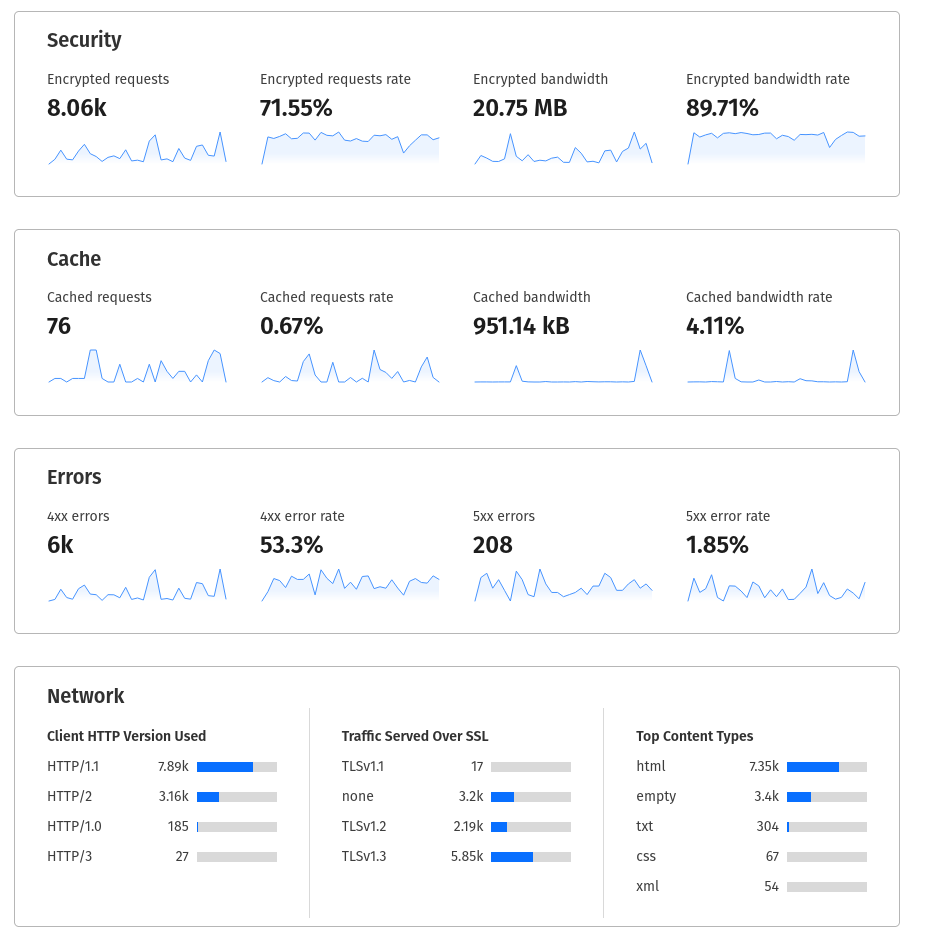 Security
Encrypted requests Encrypted requests rate Encrypted bandwidth Encrypted bandwidth rate
8.06k 71.55% 20.75 MB 89.71%
Cache
Cached requests Cached requests rate Cached bandwidth Cached bandwidth rate
76 0.67% 951.14 kB 4.11%
Errors
4xx errors 4xx error rate 5xx errors 5xx error rate
6k 53.3% 208 1.85%
Network
Client HTTP Version Used
HTTP/1.1 7.89k
HTTP/2 3.16k
HTTP/1.0 185
HTTP/3 27
Traffic Served Over SSL
TLSv1.1 17
none 3.2k
TLSv1.2 2.19k
TLSv1.3 5.85k
Top Content Types
html 7.35k
empty 3.4k
txt 304
css 67
xml 54